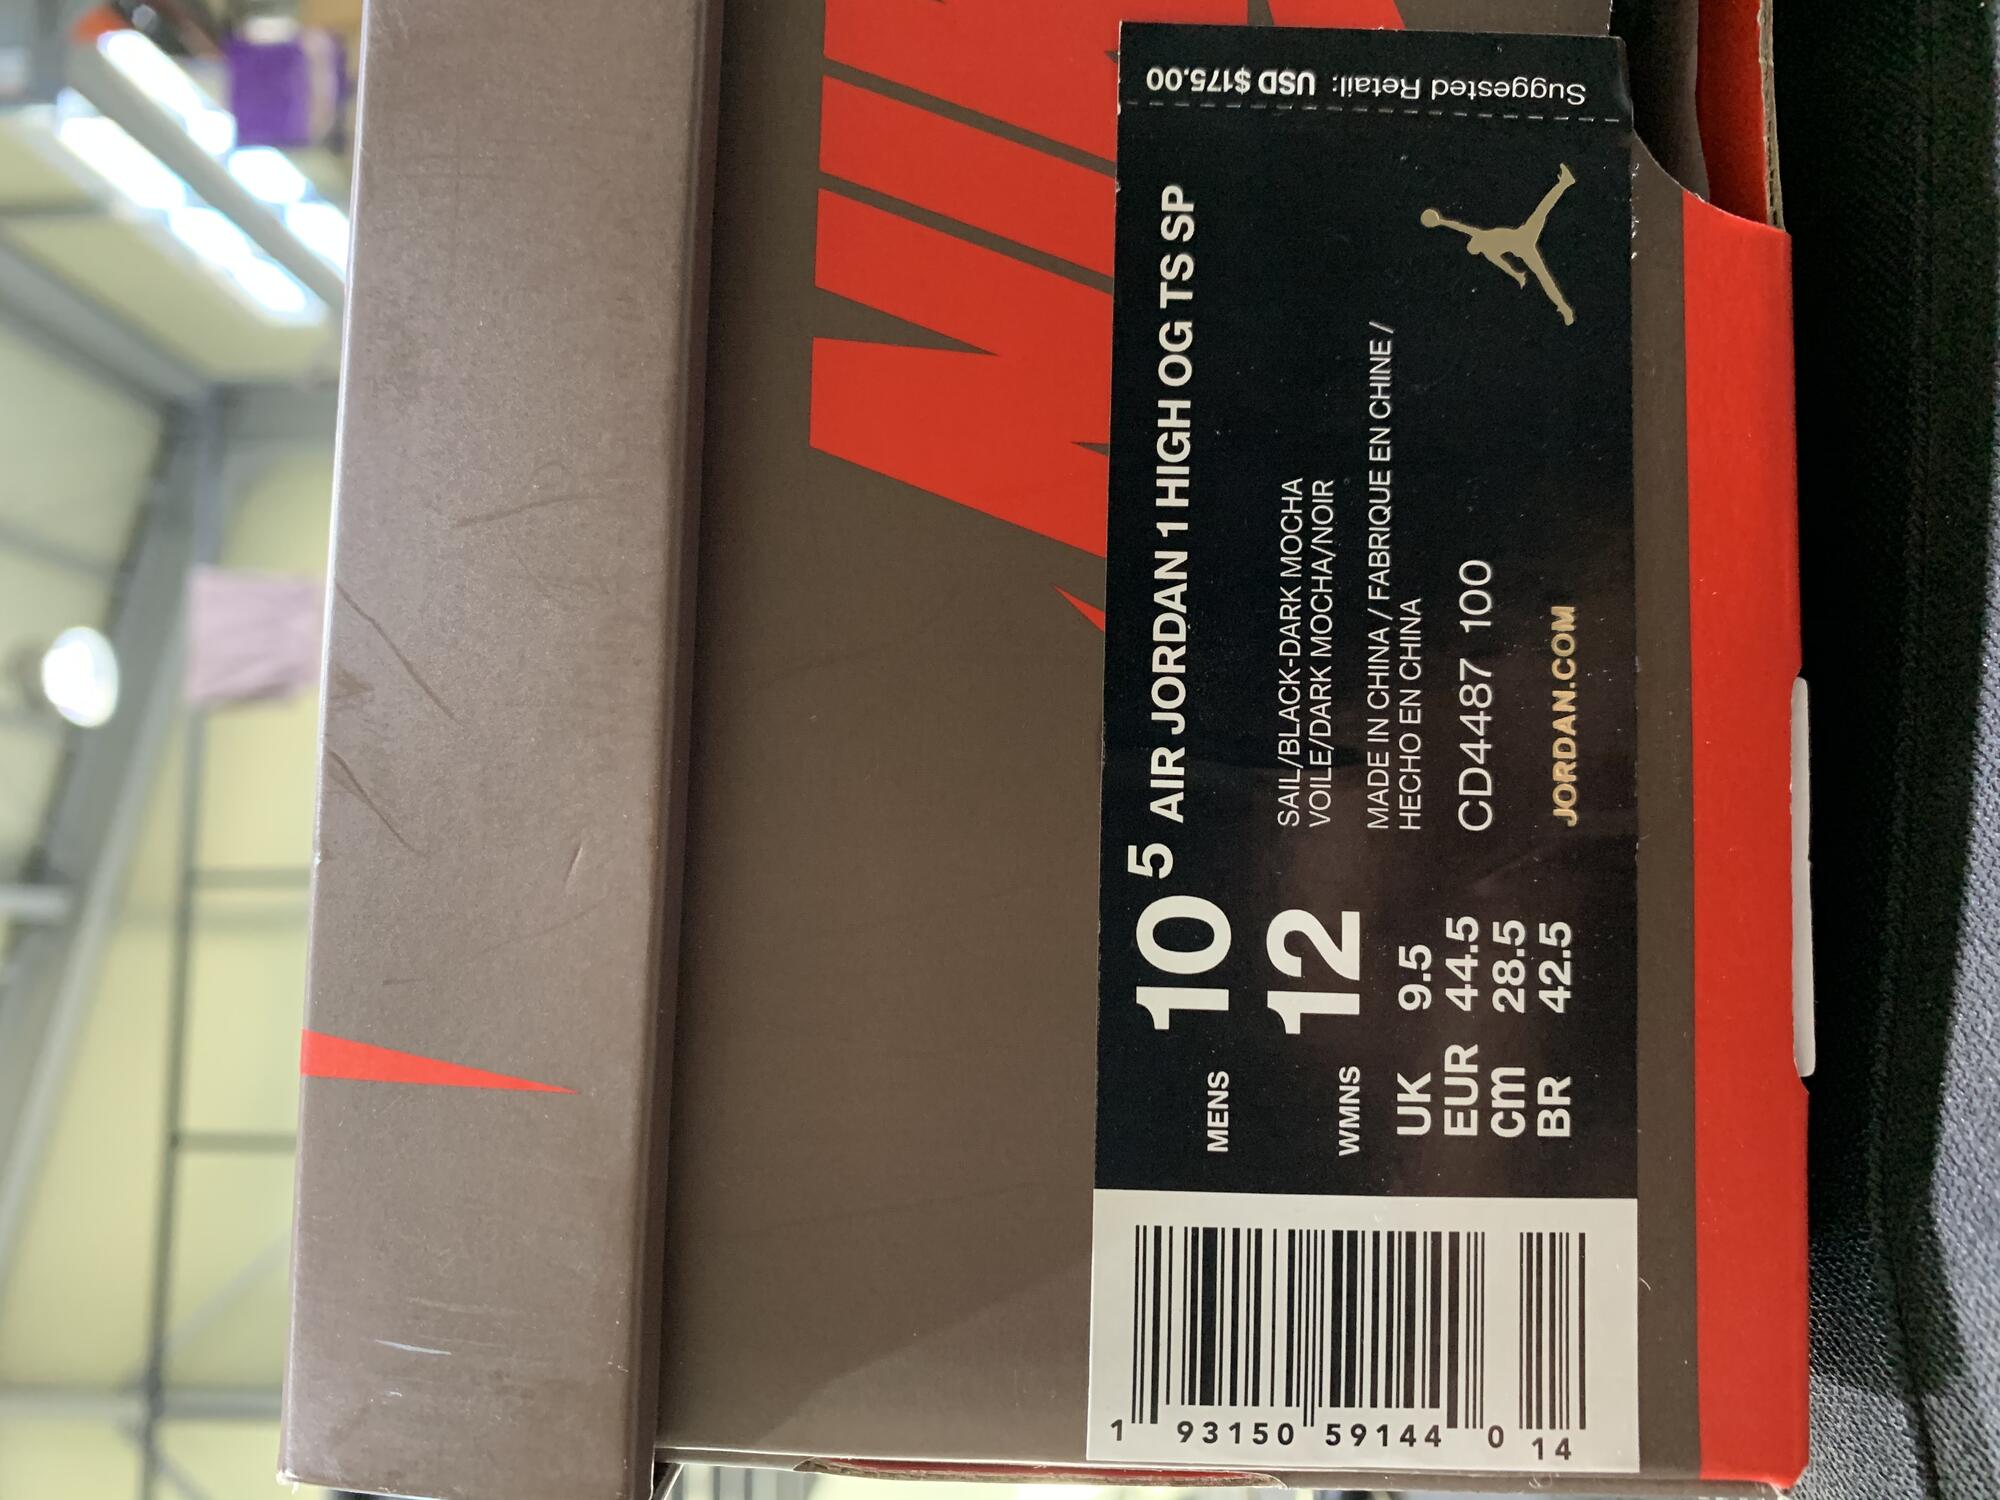 Suggested Retail: USD $175.00
MENS 10 5 AIR JORDAN 1 HIGH OG TS SP
WMNS 12
SAIL/BLACK-DARK MOCHA
VOILE/DARK MOCHA/NOIR
MADE IN CHINA / FABRIQUE EN CHINE /
HECHO EN CHINA
UK 9.5
EUR 44.5
cm 28.5
BR 42.5
CD4487 100
JORDAN.COM
1 93150 59144 0 14